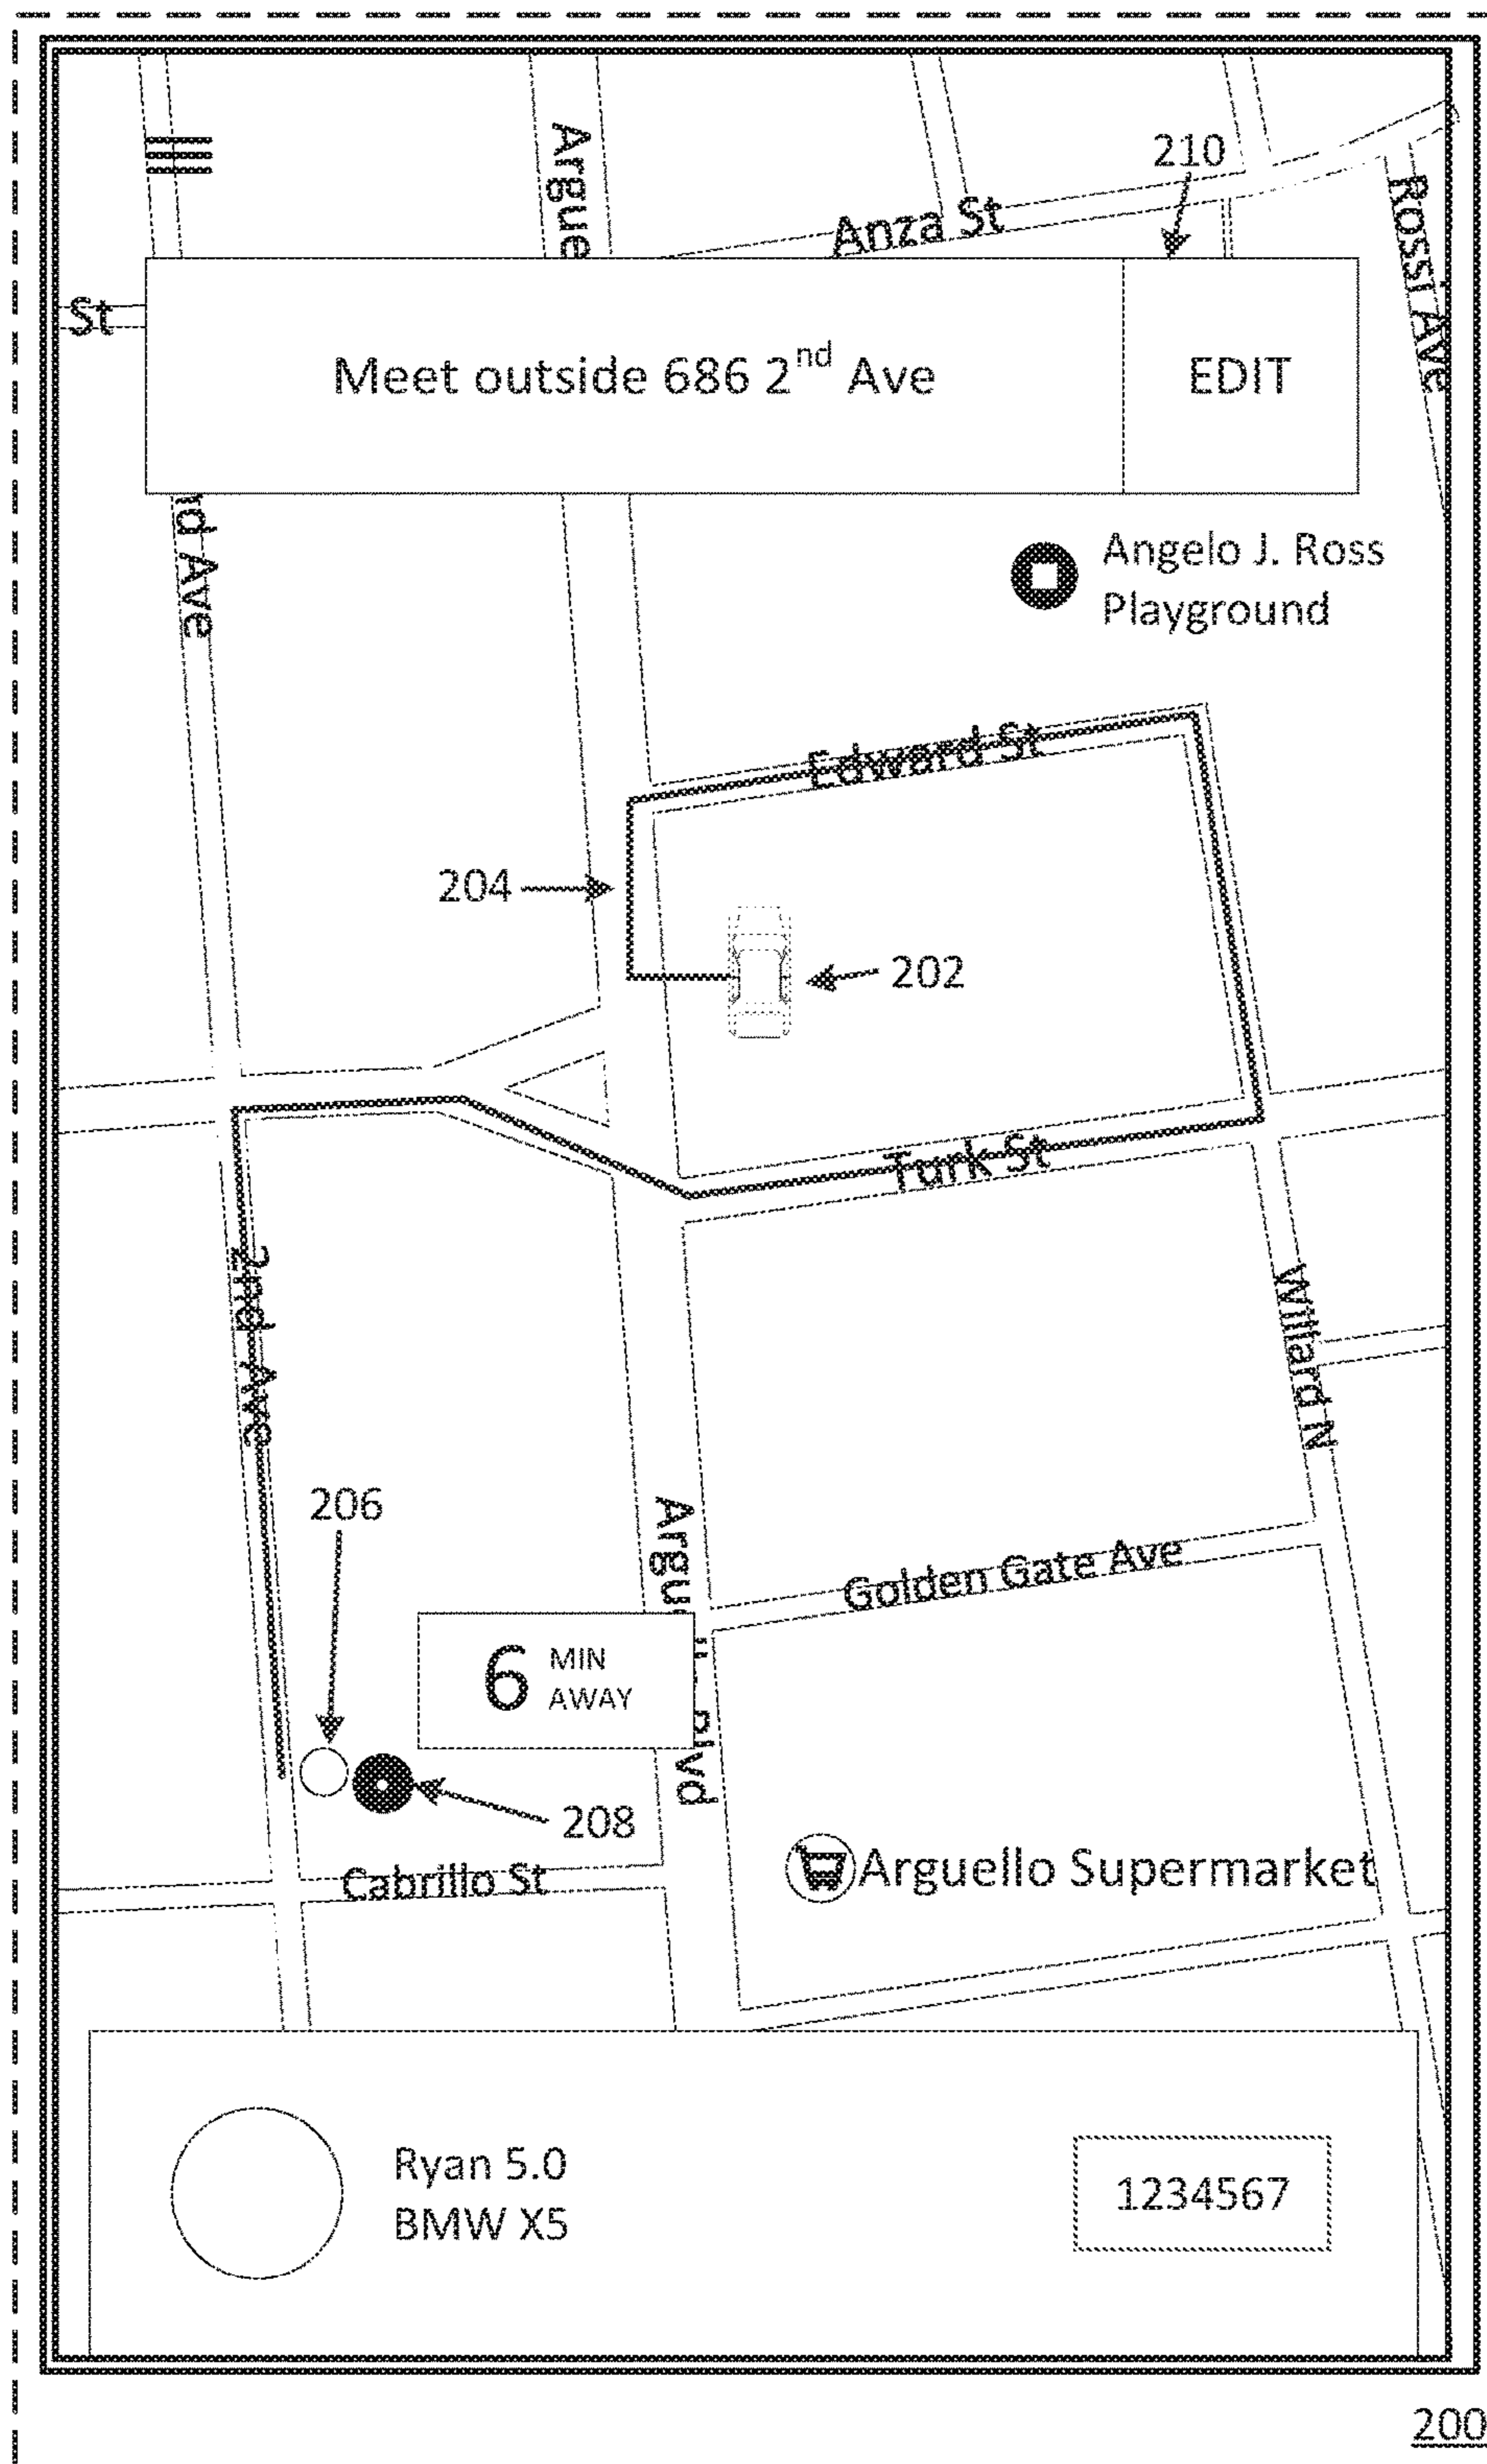 210
Argue
Anza St
Rossi Ave
St
Meet outside 686 2nd Ave
EDIT
nd Ave
Angelo J. Ross
Playground
Edward St
204
202
Turk St
2nd Ave
Willard N
206
Golden Gate Ave
6 MIN
AWAY
Blvd
208
Cabrillo St
Arguello Supermarket
Ryan 5.0
BMW X5
1234567
200